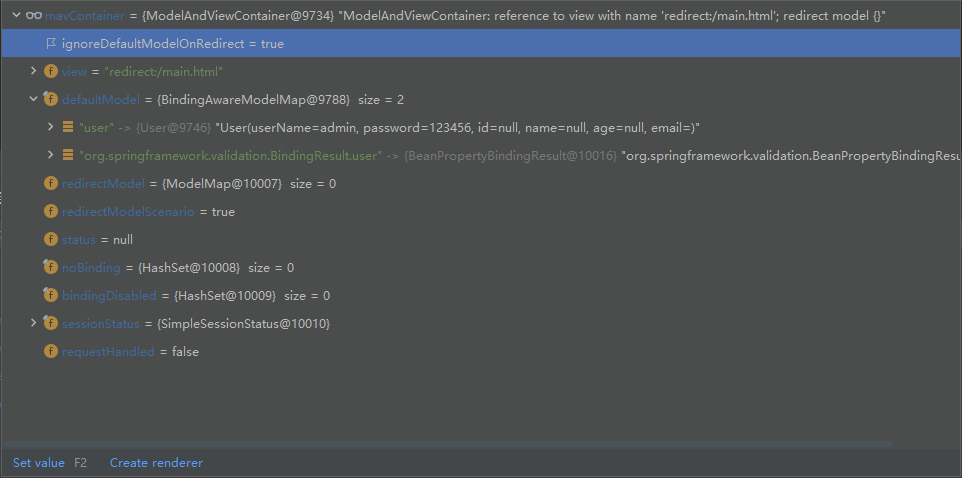 mavContainer = {ModelAndViewContainer@9734} "ModelAndViewContainer: reference to view with name 'redirect:/main.html'; redirect model {}"
ignoreDefaultModelOnRedirect = true
view = "redirect:/main.html"
defaultModel = {BindingAwareModelMap@9788} size = 2
"user" -> {User@9746} "User(userName=admin, password=123456, id=null, name=null, age=null, email=)"
"org.springframework.validation.BindingResult.user" -> {BeanPropertyBindingResult@10016} "org.springframework.validation.BeanPropertyBindingResu
redirectModel = {ModelMap@10007} size = 0
redirectModelScenario = true
status = null
noBinding = {HashSet@10008} size = 0
bindingDisabled = {HashSet@10009} size = 0
sessionStatus = {SimpleSessionStatus@10010}
requestHandled = false
Set value F2 Create renderer